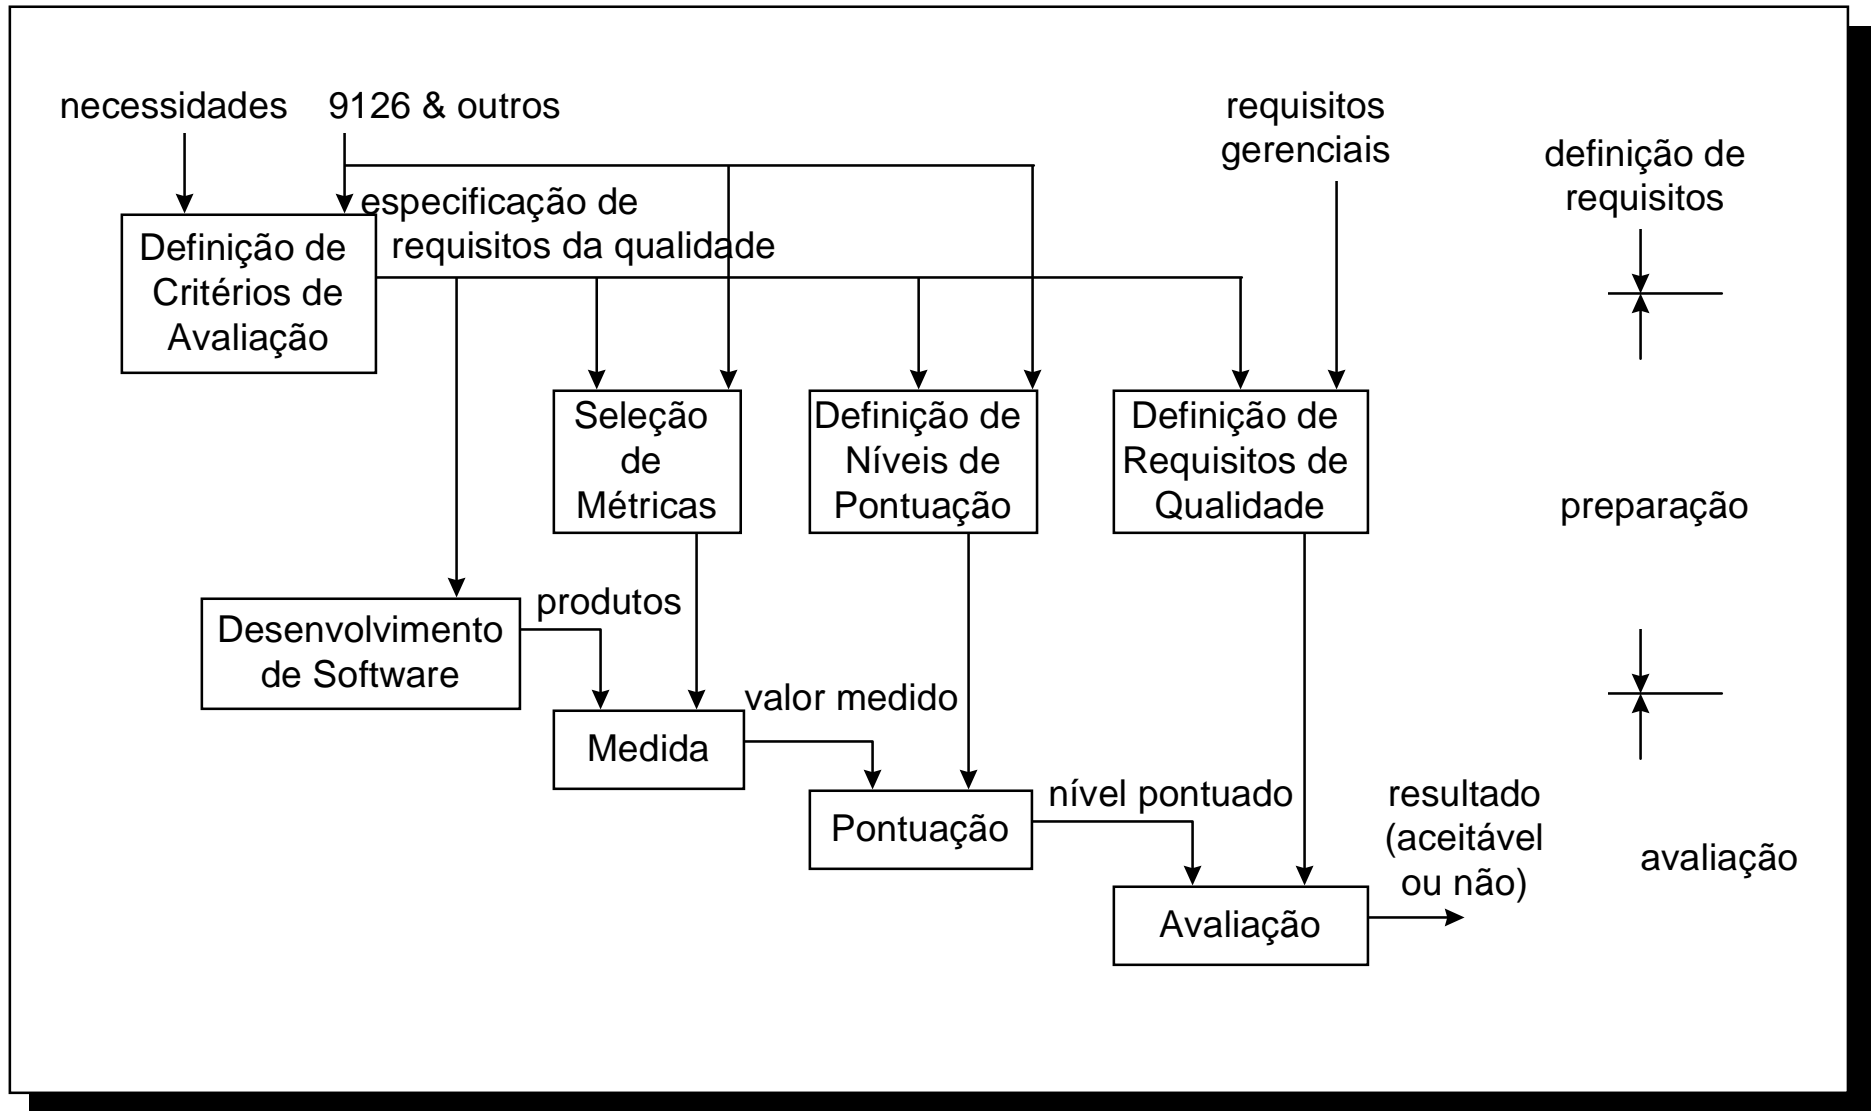 necessidades
9126 & outros
requisitos
gerenciais
definição de
requisitos
especificação de
requisitos da qualidade
Definição de
Critérios de
Avaliação
Seleção
de
Métricas
Definição de
Níveis de
Pontuação
Definição de
Requisitos de
Qualidade
preparação
produtos
Desenvolvimento
de Software
valor medido
Medida
nível pontuado
Pontuação
resultado
(aceitável
ou não)
avaliação
Avaliação